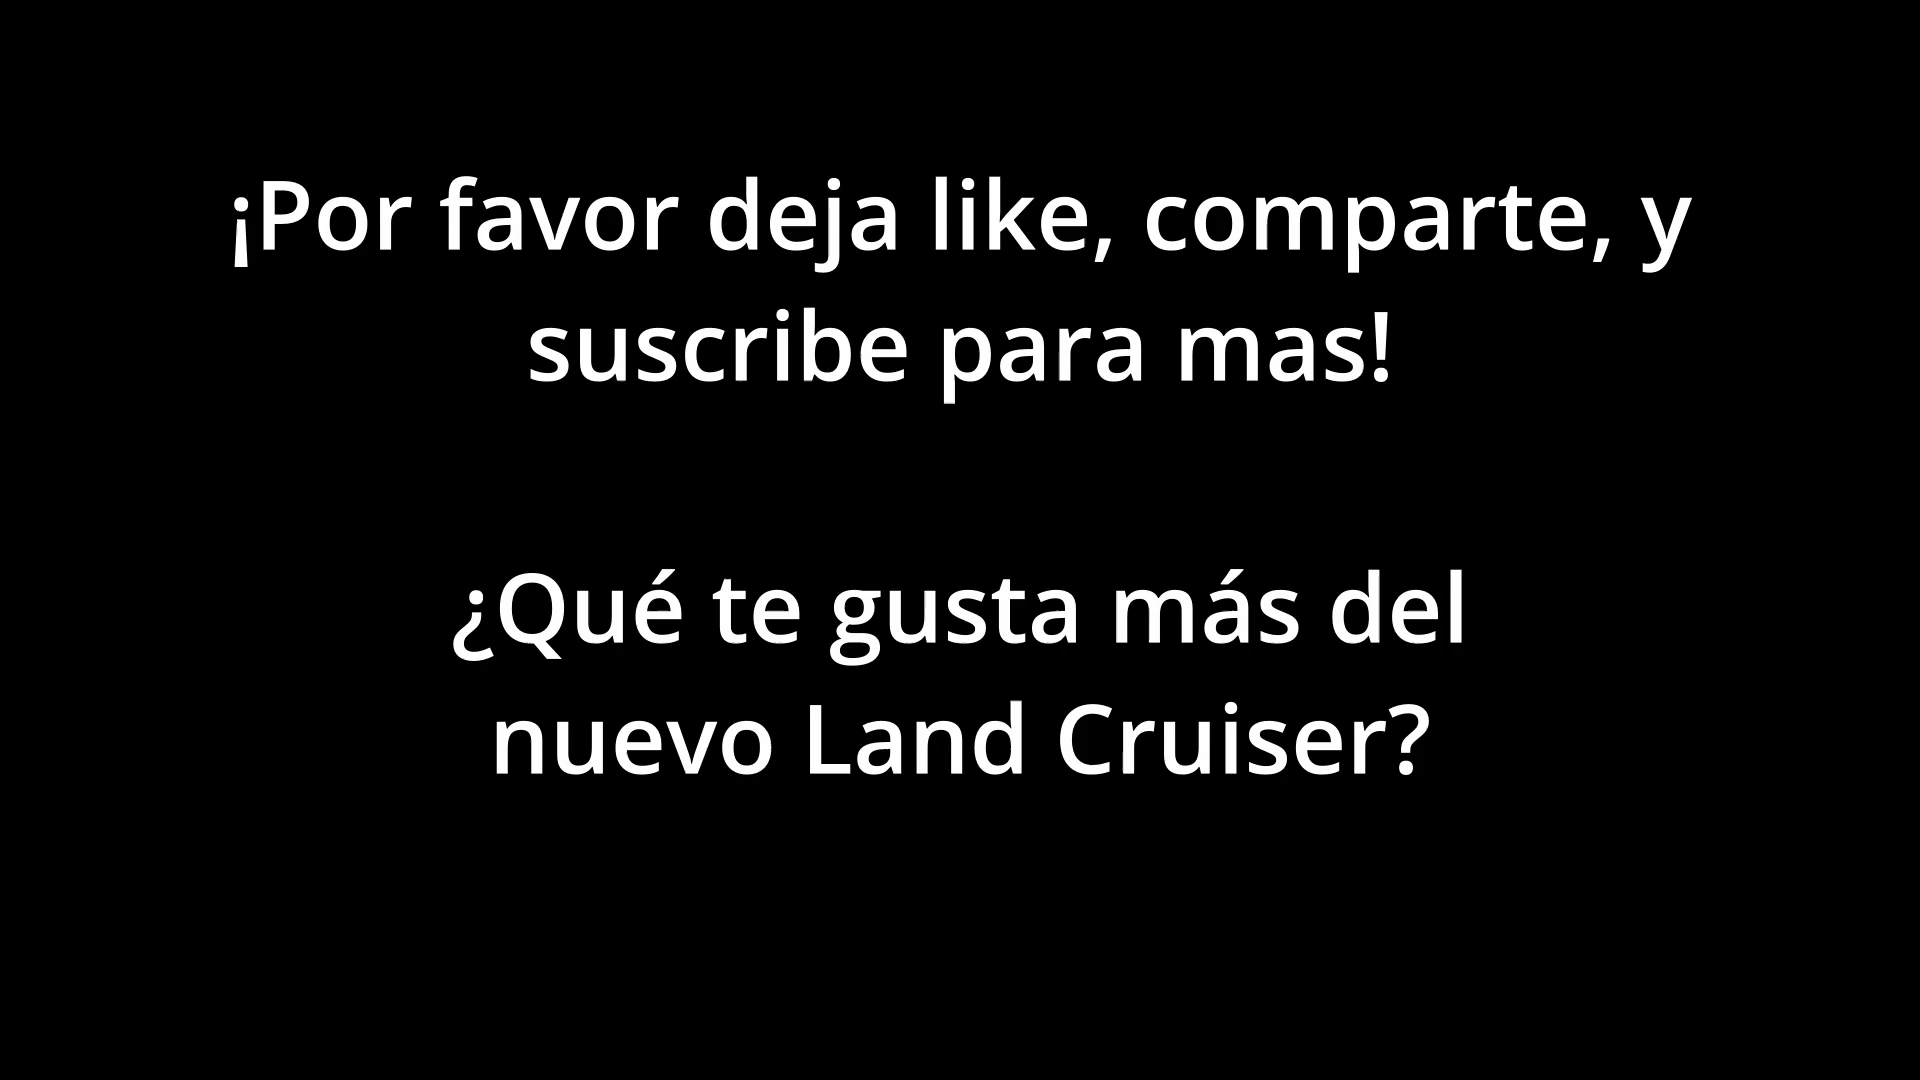 ¡Por favor deja like, comparte, y
suscribe para mas!
¿Qué te gusta más del
nuevo Land Cruiser?